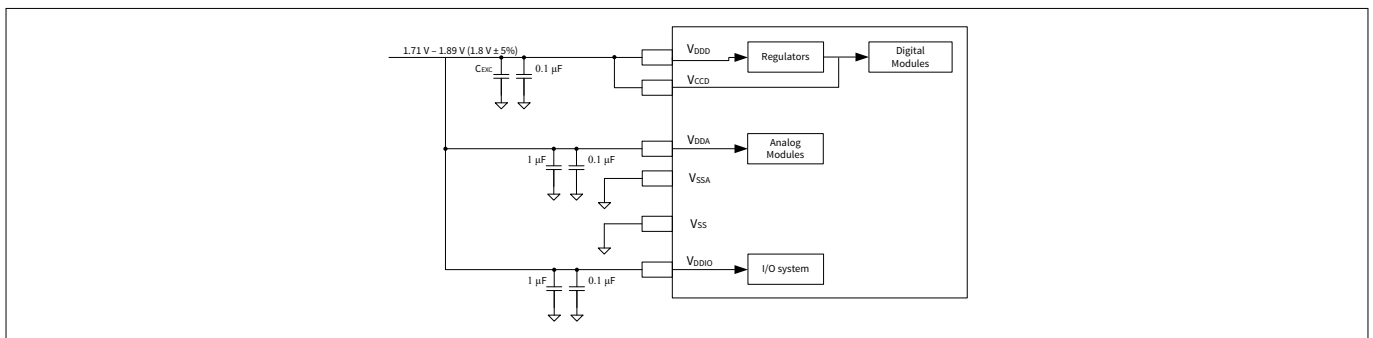 1.71 V – 1.89 V (1.8 V ± 5%)
CEXC
0.1 µF
VDDD
Regulators
Digital
Modules
VCCD
1 µF
0.1 µF
VDDA
Analog
Modules
VSSA
VSS
1 µF
0.1 µF
VDDIO
I/O system